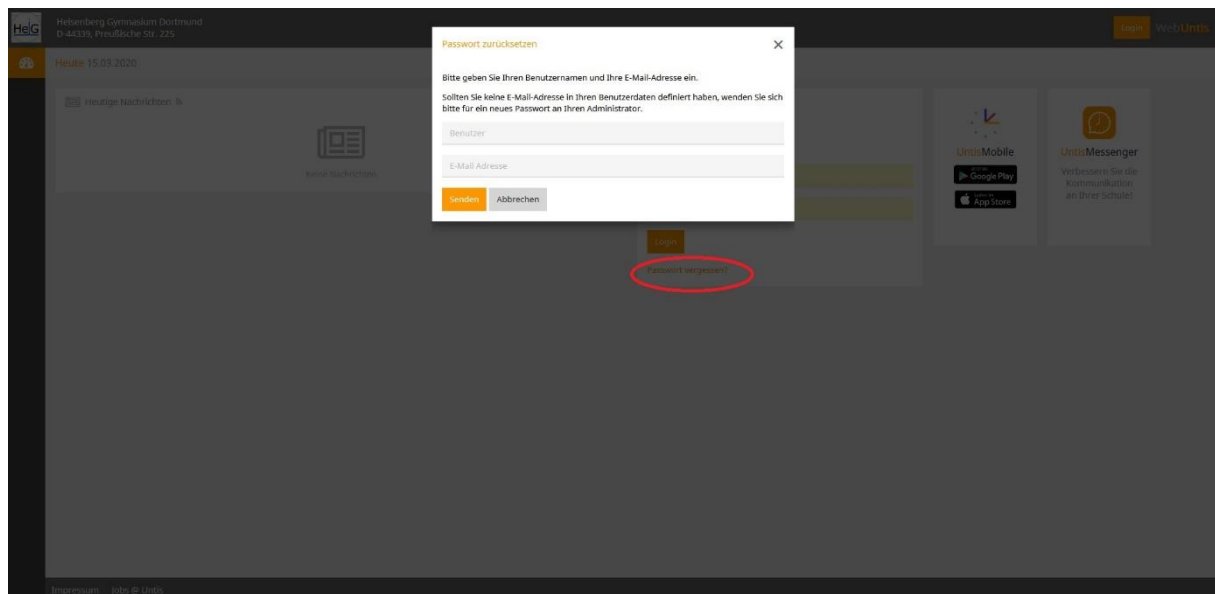 HeG
Heisenberg Gymnasium Dortmund
D-44339, Preußische Str. 225
Login
WebUntis
Heute 15.03.2020
Heutige Nachrichten
Keine Nachrichten
Passwort zurücksetzen
Bitte geben Sie Ihren Benutzernamen und Ihre E-Mail-Adresse ein.
Sollten Sie keine E-Mail-Adresse in Ihren Benutzerdaten definiert haben, wenden Sie sich
bitte für ein neues Passwort an Ihren Administrator.
Benutzer
E-Mail Adresse
Senden
Abbrechen
Login
Passwort vergessen?
UntisMobile
Google Play
App Store
UntisMessenger
Verbessern Sie die
Kommunikation
an Ihrer Schule!
Impressum
Jobs @ Untis